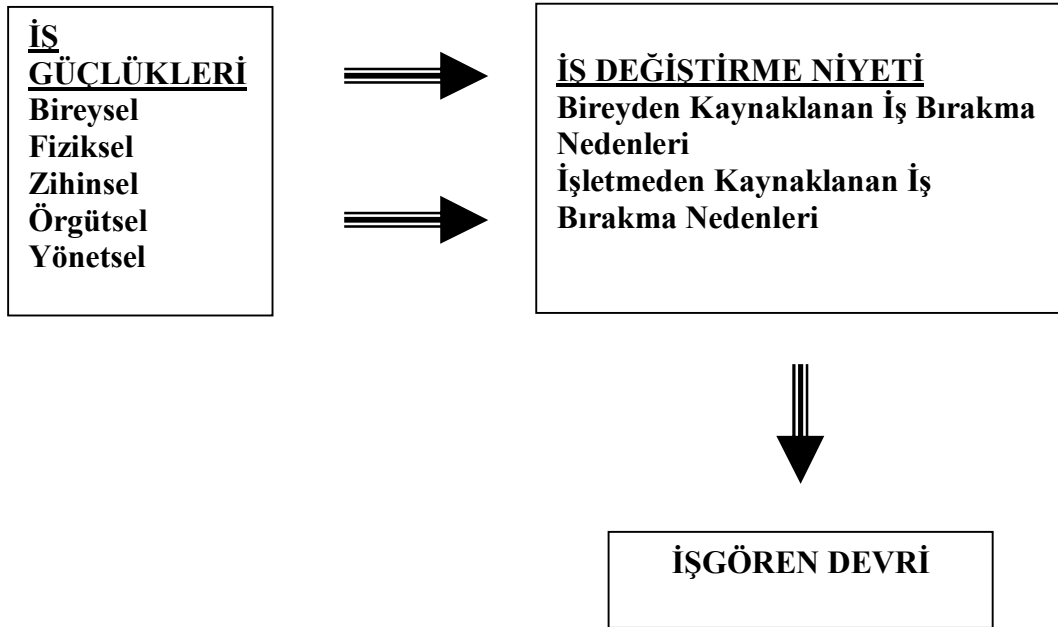 İŞ
GÜÇLÜKLERİ
Bireysel
Fiziksel
Zihinsel
Örgütsel
Yönetsel
İŞ DEĞİŞTİRME NİYETİ
Bireyden Kaynaklanan İş Bırakma
Nedenleri
İşletmeden Kaynaklanan İş
Bırakma Nedenleri
İŞGÖREN DEVRİ